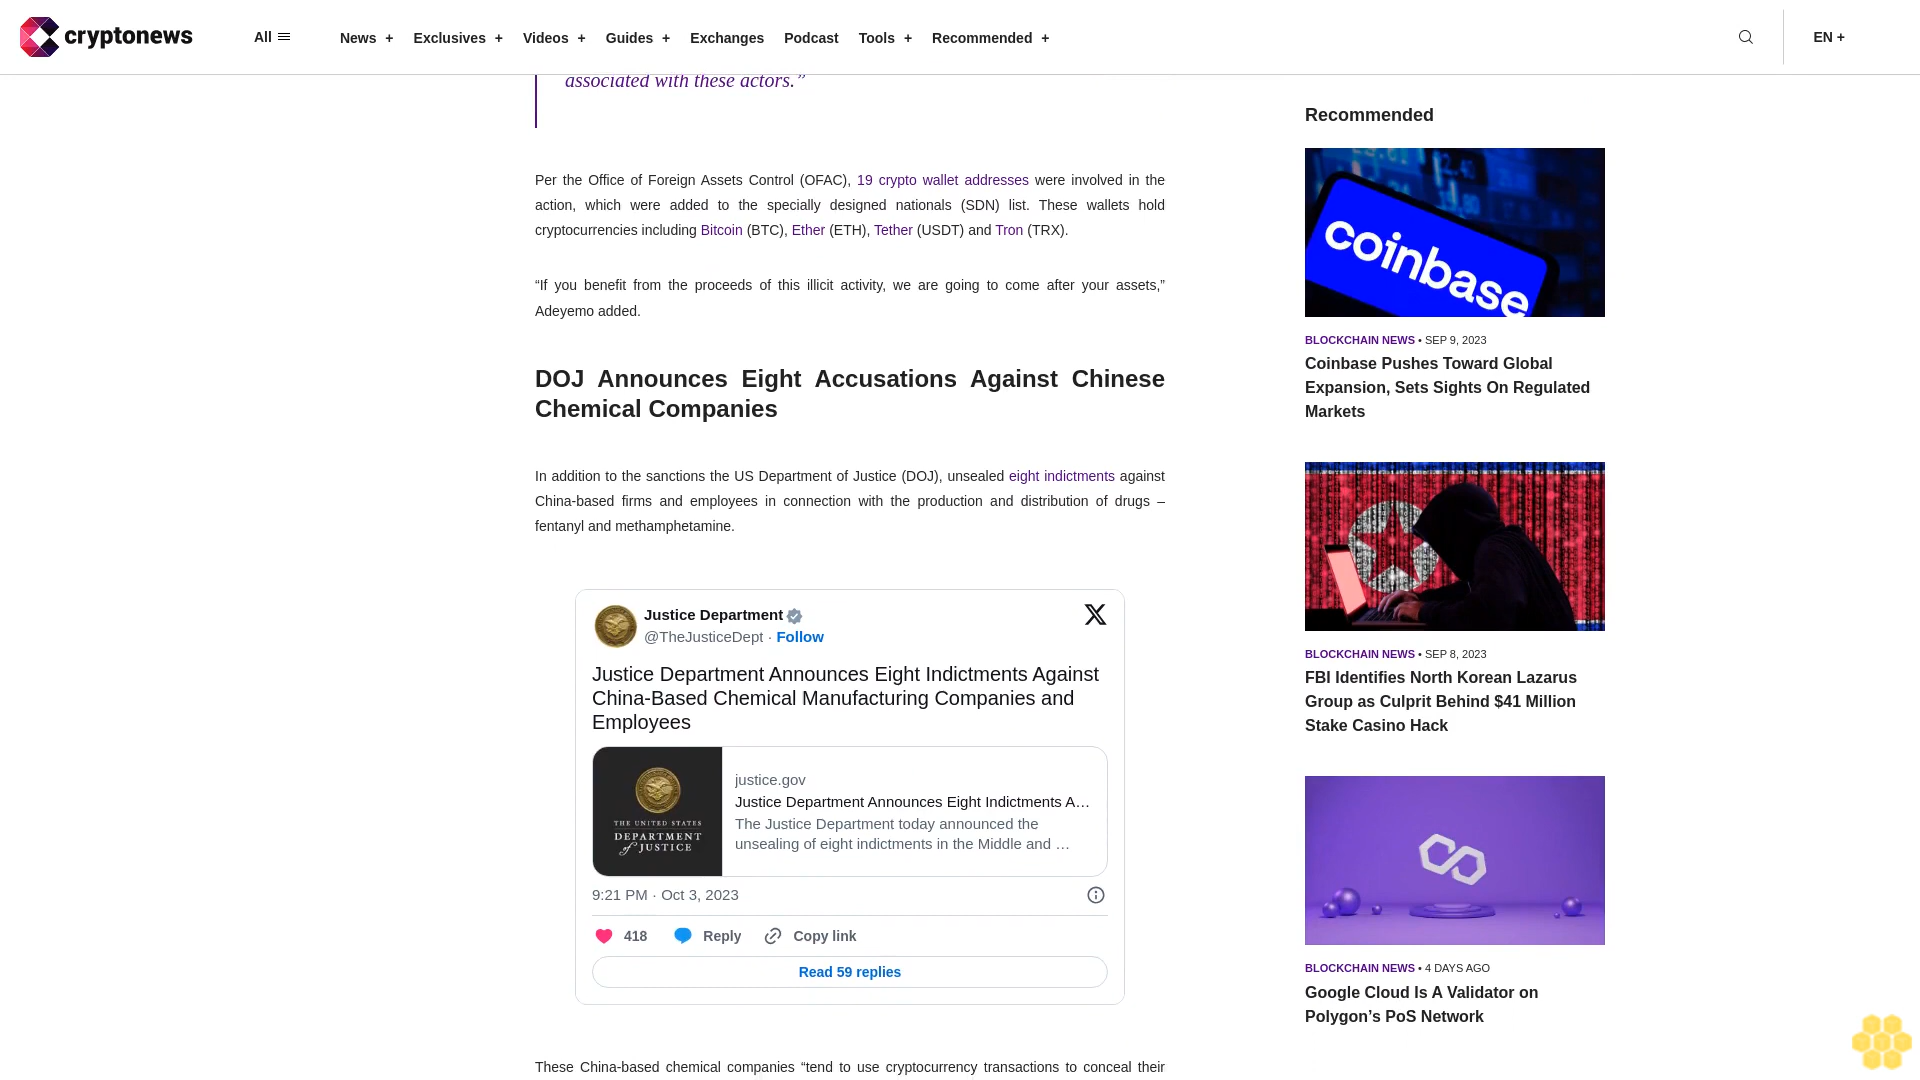 cryptonews
All
News +
Exclusives +
Videos +
Guides +
Exchanges
Podcast
Tools +
Recommended +
EN +
associated with these actors.”
Per the Office of Foreign Assets Control (OFAC), 19 crypto wallet addresses were involved in the
action, which were added to the specially designed nationals (SDN) list. These wallets hold
cryptocurrencies including Bitcoin (BTC), Ether (ETH), Tether (USDT) and Tron (TRX).
“If you benefit from the proceeds of this illicit activity, we are going to come after your assets,”
Adeyemo added.
DOJ Announces Eight Accusations Against Chinese
Chemical Companies
In addition to the sanctions the US Department of Justice (DOJ), unsealed eight indictments against
China-based firms and employees in connection with the production and distribution of drugs –
fentanyl and methamphetamine.
Justice Department
@TheJusticeDept · Follow
Justice Department Announces Eight Indictments Against
China-Based Chemical Manufacturing Companies and
Employees
THE UNITED STATES
DEPARTMENT
of JUSTICE
justice.gov
Justice Department Announces Eight Indictments A…
The Justice Department today announced the
unsealing of eight indictments in the Middle and …
9:21 PM · Oct 3, 2023
418
Reply
Copy link
Read 59 replies
These China-based chemical companies “tend to use cryptocurrency transactions to conceal their
Recommended
coinbase
BLOCKCHAIN NEWS • SEP 9, 2023
Coinbase Pushes Toward Global
Expansion, Sets Sights On Regulated
Markets
BLOCKCHAIN NEWS • SEP 8, 2023
FBI Identifies North Korean Lazarus
Group as Culprit Behind $41 Million
Stake Casino Hack
BLOCKCHAIN NEWS • 4 DAYS AGO
Google Cloud Is A Validator on
Polygon’s PoS Network